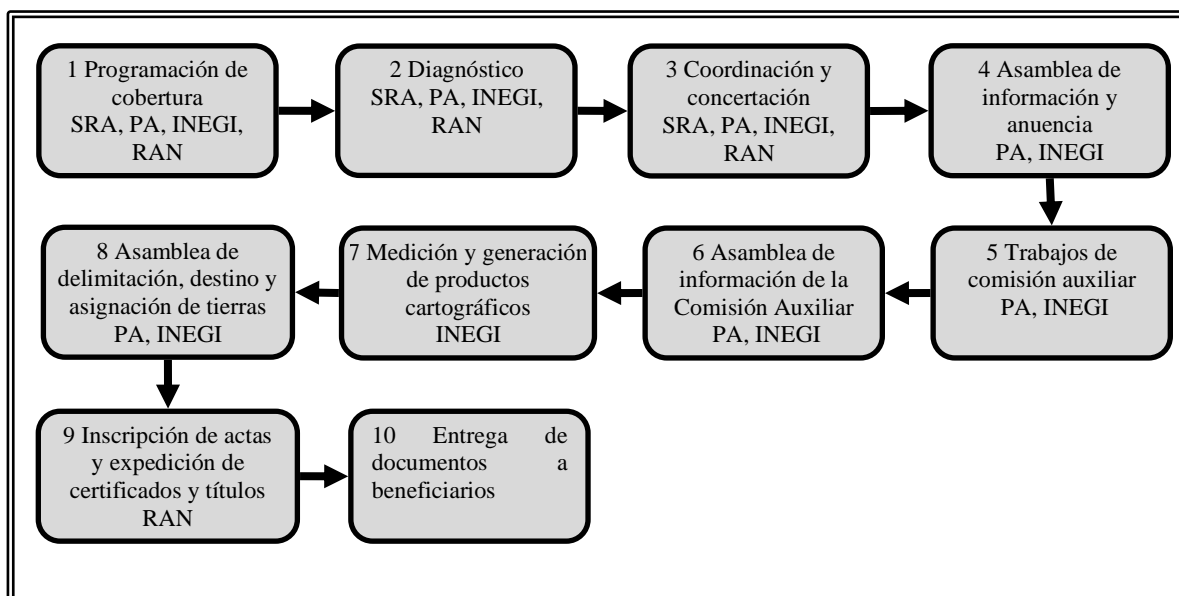 1 Programación de
cobertura
SRA, PA, INEGI,
RAN
2 Diagnóstico
SRA, PA, INEGI,
RAN
3 Coordinación y
concertación
SRA, PA, INEGI,
RAN
4 Asamblea de
información y
anuencia
PA, INEGI
5 Trabajos de
comisión auxiliar
PA, INEGI
6 Asamblea de
información de la
Comisión Auxiliar
PA, INEGI
7 Medición y generación
de productos
cartográficos
INEGI
8 Asamblea de
delimitación, destino y
asignación de tierras
PA, INEGI
9 Inscripción de actas
y expedición de
certificados y títulos
RAN
10 Entrega de
documentos a
beneficiarios